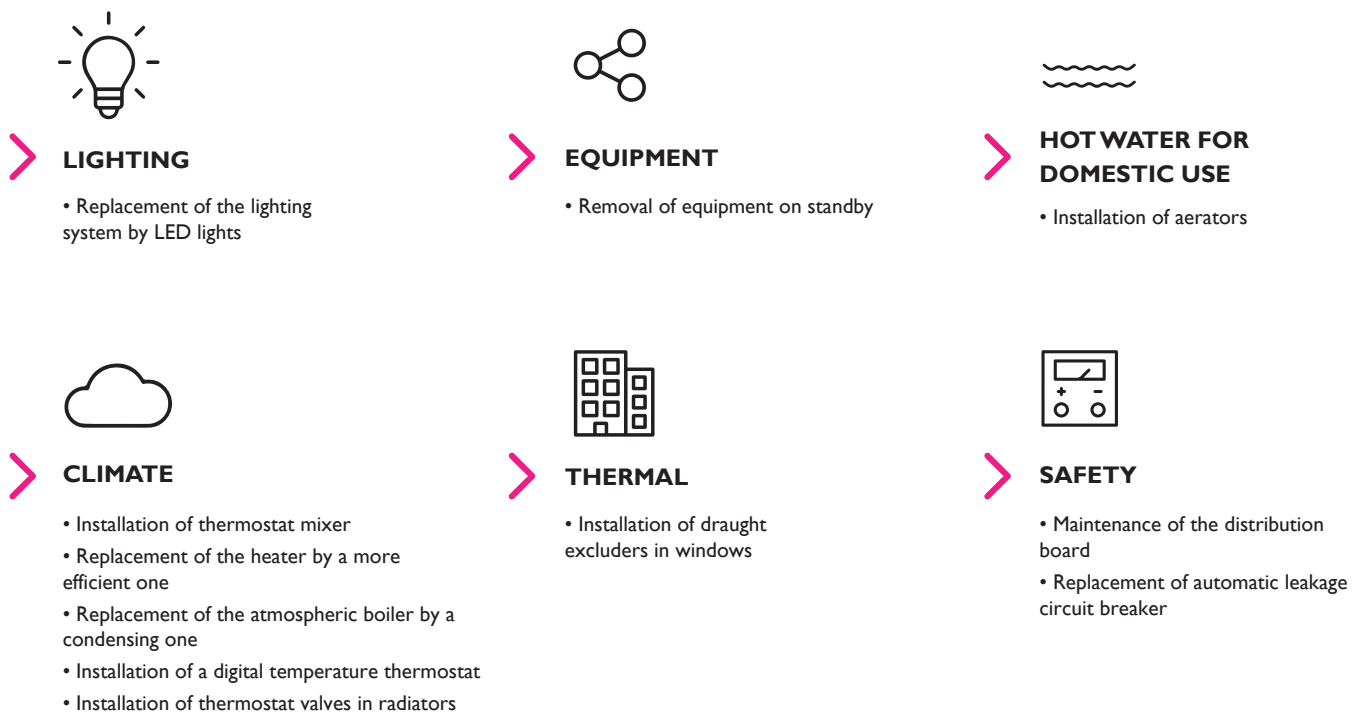 LIGHTING
• Replacement of the lighting
system by LED lights
EQUIPMENT
• Removal of equipment on standby
HOT WATER FOR
DOMESTIC USE
• Installation of aerators
CLIMATE
• Installation of thermostat mixer
• Replacement of the heater by a more
efficient one
• Replacement of the atmospheric boiler by a
condensing one
• Installation of a digital temperature thermostat
• Installation of thermostat valves in radiators
THERMAL
• Installation of draught
excluders in windows
SAFETY
• Maintenance of the distribution
board
• Replacement of automatic leakage
circuit breaker